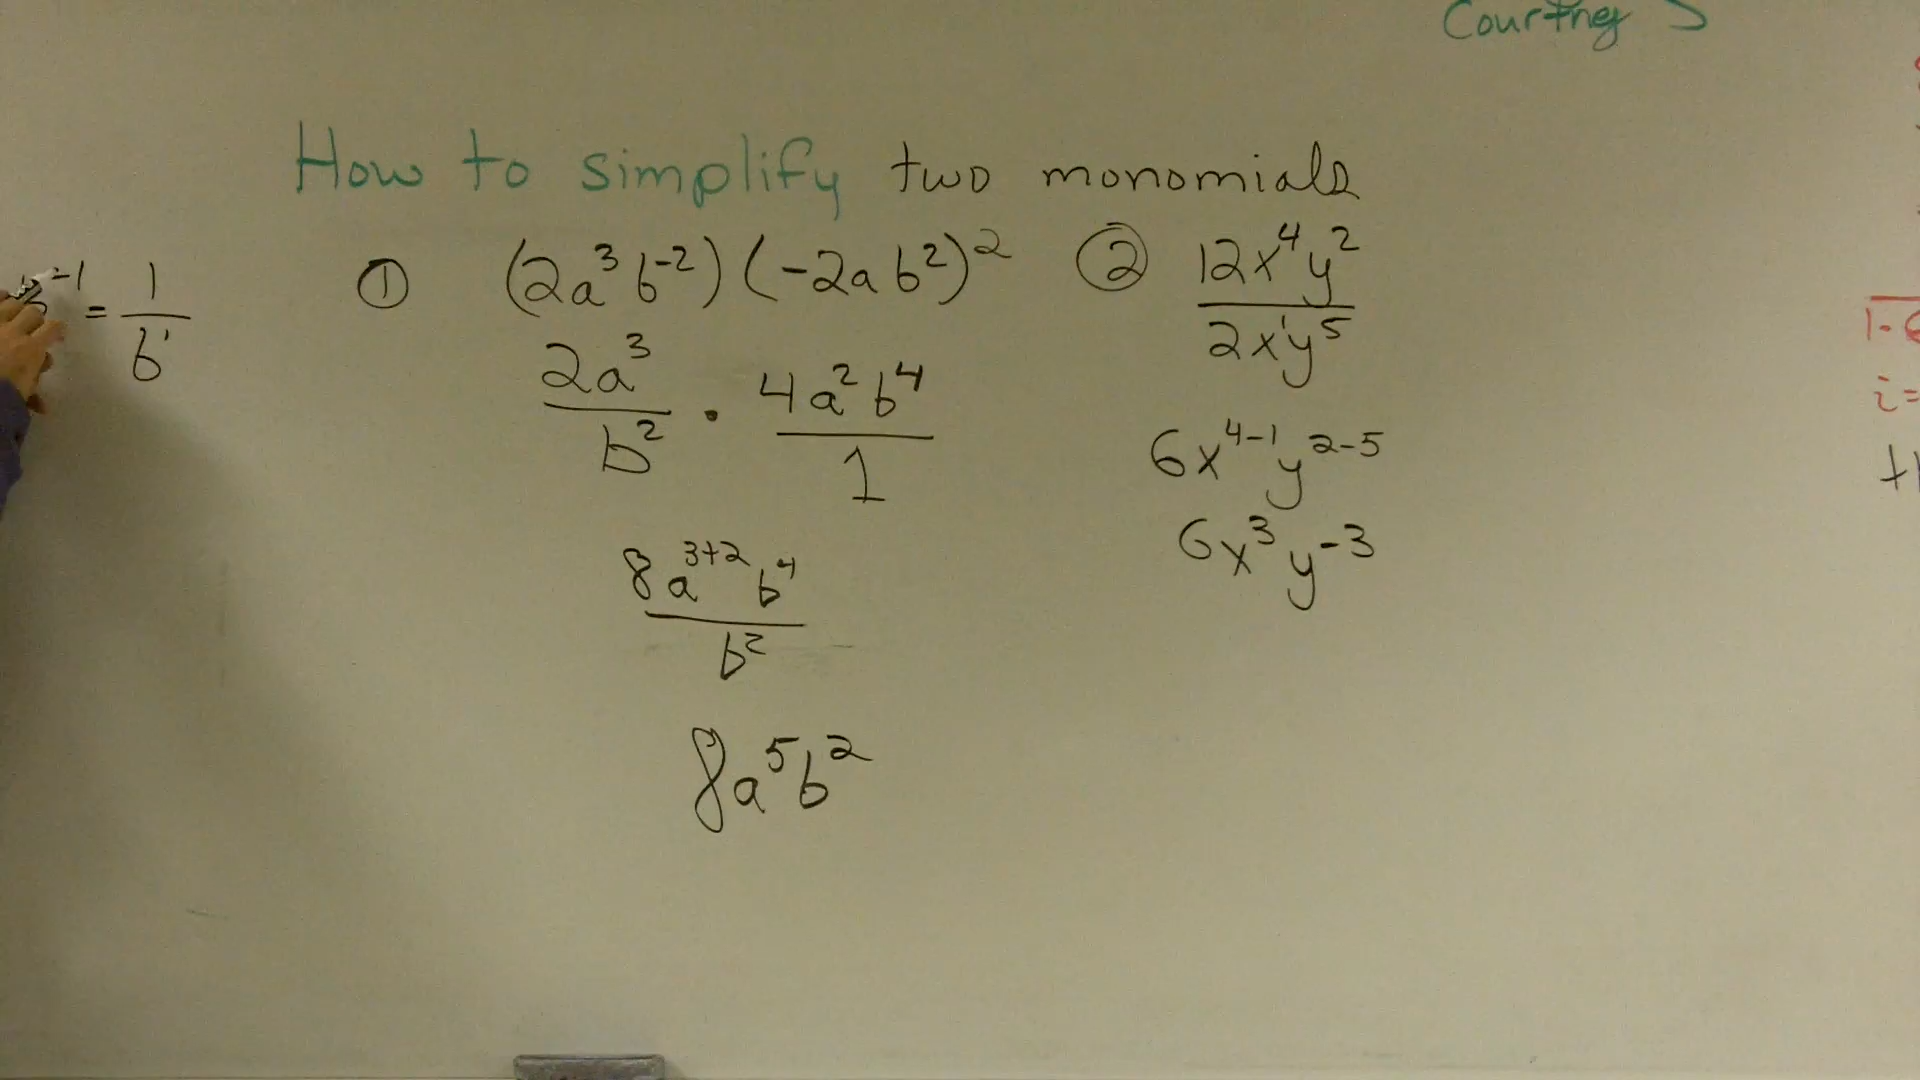 Courtney S
How to simplify two monomials
① (2a³b⁻²)(-2ab²)²
2a³/b² · 4a²b⁴/1
8a³⁺²b⁴/b²
8a⁵b²
② 12x⁴y²/2x¹y⁵
6x⁴⁻¹y²⁻⁵
6x³y⁻³
b⁻¹ = 1/b¹
i=